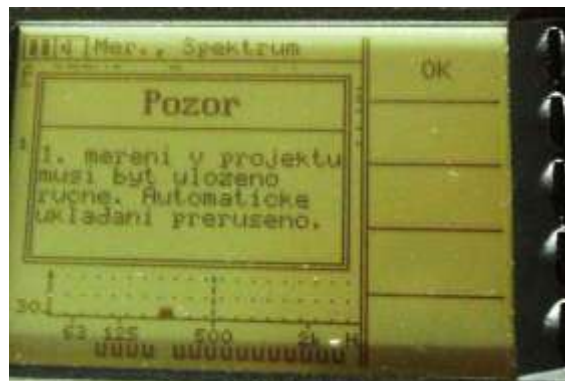 Mer., Spektrum
OK
Pozor
1. mereni v projektu
musi byt ulozeno
rucne. Automaticke
ukladani preruseno.
30
63 125 500 2k H